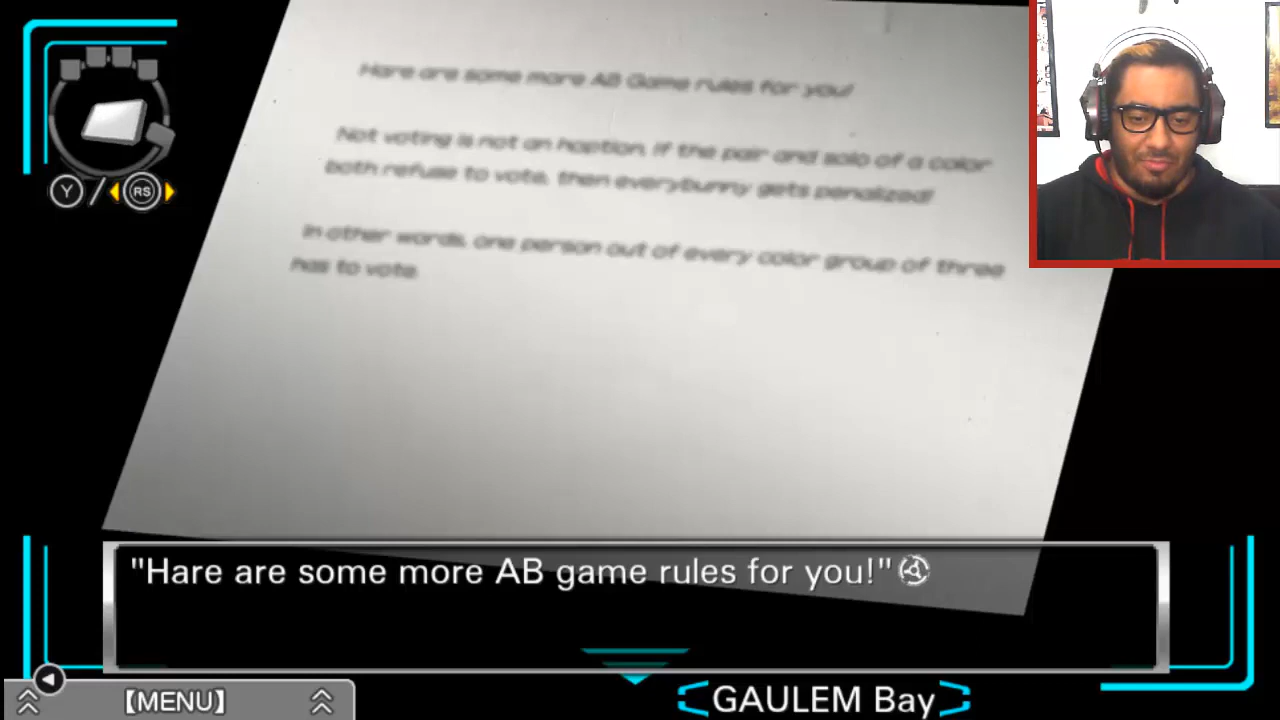 Hare are some more AB Game rules for you!
Not voting is not an hoption. If the pair and solo of a color
both refuse to vote, then everybunny gets penalized!
In other words, one person out of every color group of three
has to vote.
Y / RS
"Hare are some more AB game rules for you!"
【MENU】
GAULEM Bay